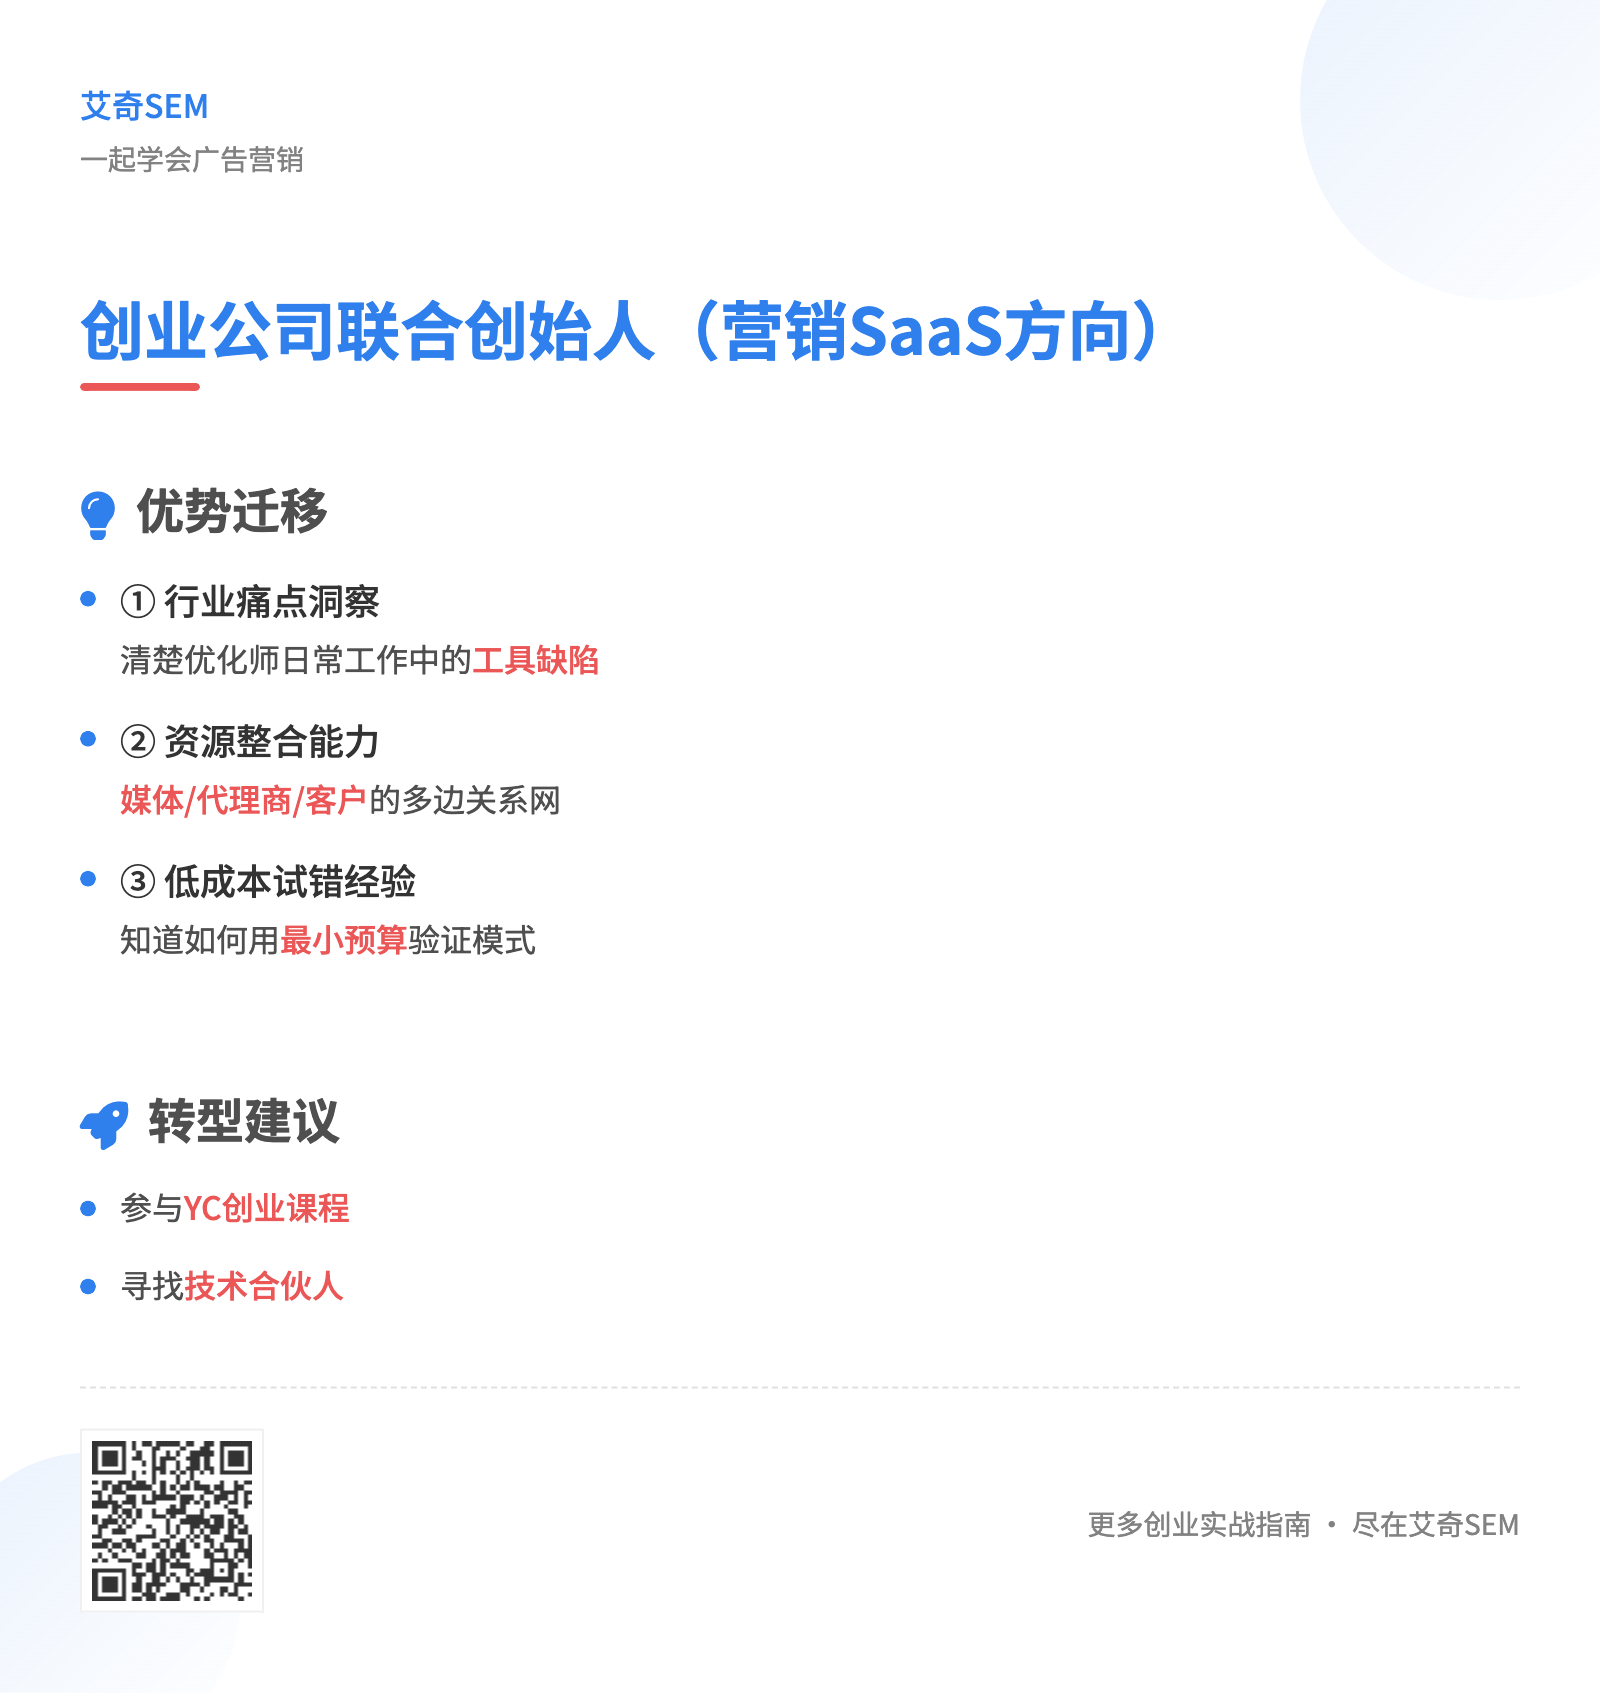 艾奇SEM
一起学会广告营销
创业公司联合创始人（营销SaaS方向）
优势迁移
① 行业痛点洞察
清楚优化师日常工作中的工具缺陷
② 资源整合能力
媒体/代理商/客户的多边关系网
③ 低成本试错经验
知道如何用最小预算验证模式
转型建议
参与YC创业课程
寻找技术合伙人
更多创业实战指南 · 尽在艾奇SEM